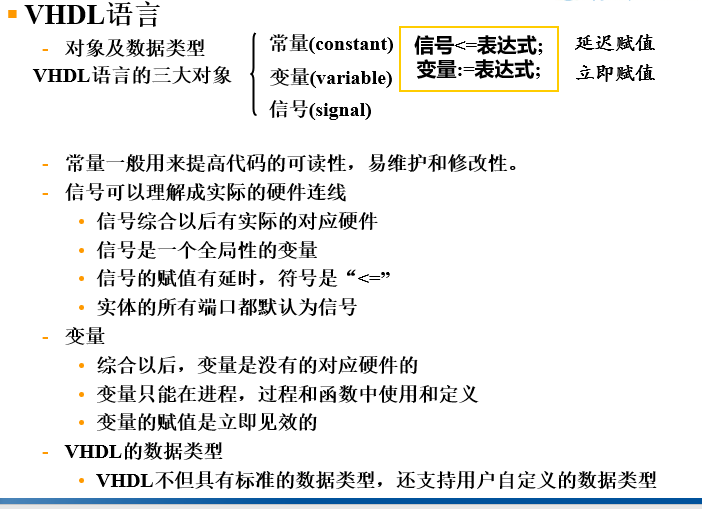 VHDL语言
- 对象及数据类型
VHDL语言的三大对象
常量(constant)
变量(variable)
信号(signal)
信号<=表达式;
变量:=表达式;
延迟赋值
立即赋值
- 常量一般用来提高代码的可读性，易维护和修改性。
- 信号可以理解成实际的硬件连线
• 信号综合以后有实际的对应硬件
• 信号是一个全局性的变量
• 信号的赋值有延时，符号是“<=”
• 实体的所有端口都默认为信号
- 变量
• 综合以后，变量是没有的对应硬件的
• 变量只能在进程，过程和函数中使用和定义
• 变量的赋值是立即见效的
- VHDL的数据类型
• VHDL不但具有标准的数据类型，还支持用户自定义的数据类型